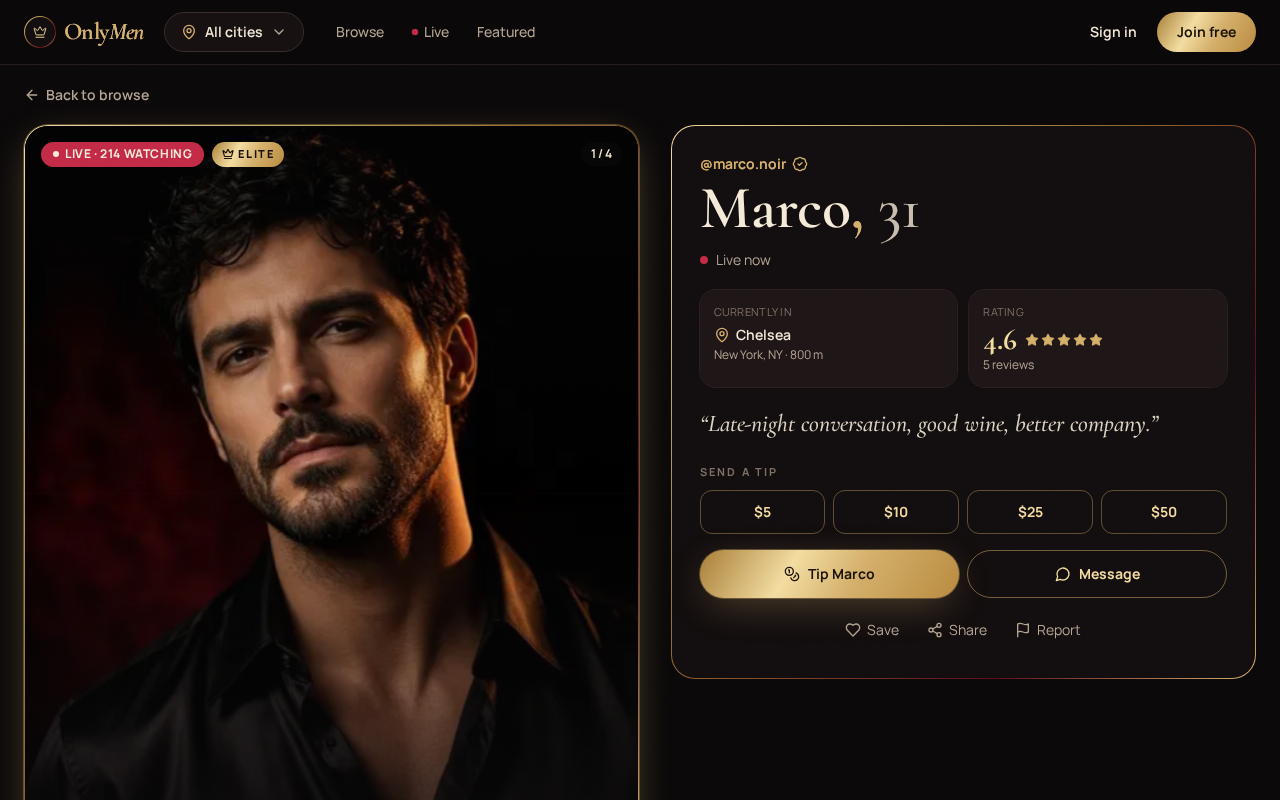 OnlyMen
All cities
Browse
Live
Featured
Sign in
Join free
Back to browse
LIVE · 214 WATCHING
ELITE
1 / 4
@marco.noir
Marco, 31
Live now
CURRENTLY IN
Chelsea
New York, NY · 800 m
RATING
4.6
5 reviews
“Late-night conversation, good wine, better company.”
SEND A TIP
$5
$10
$25
$50
Tip Marco
Message
Save
Share
Report